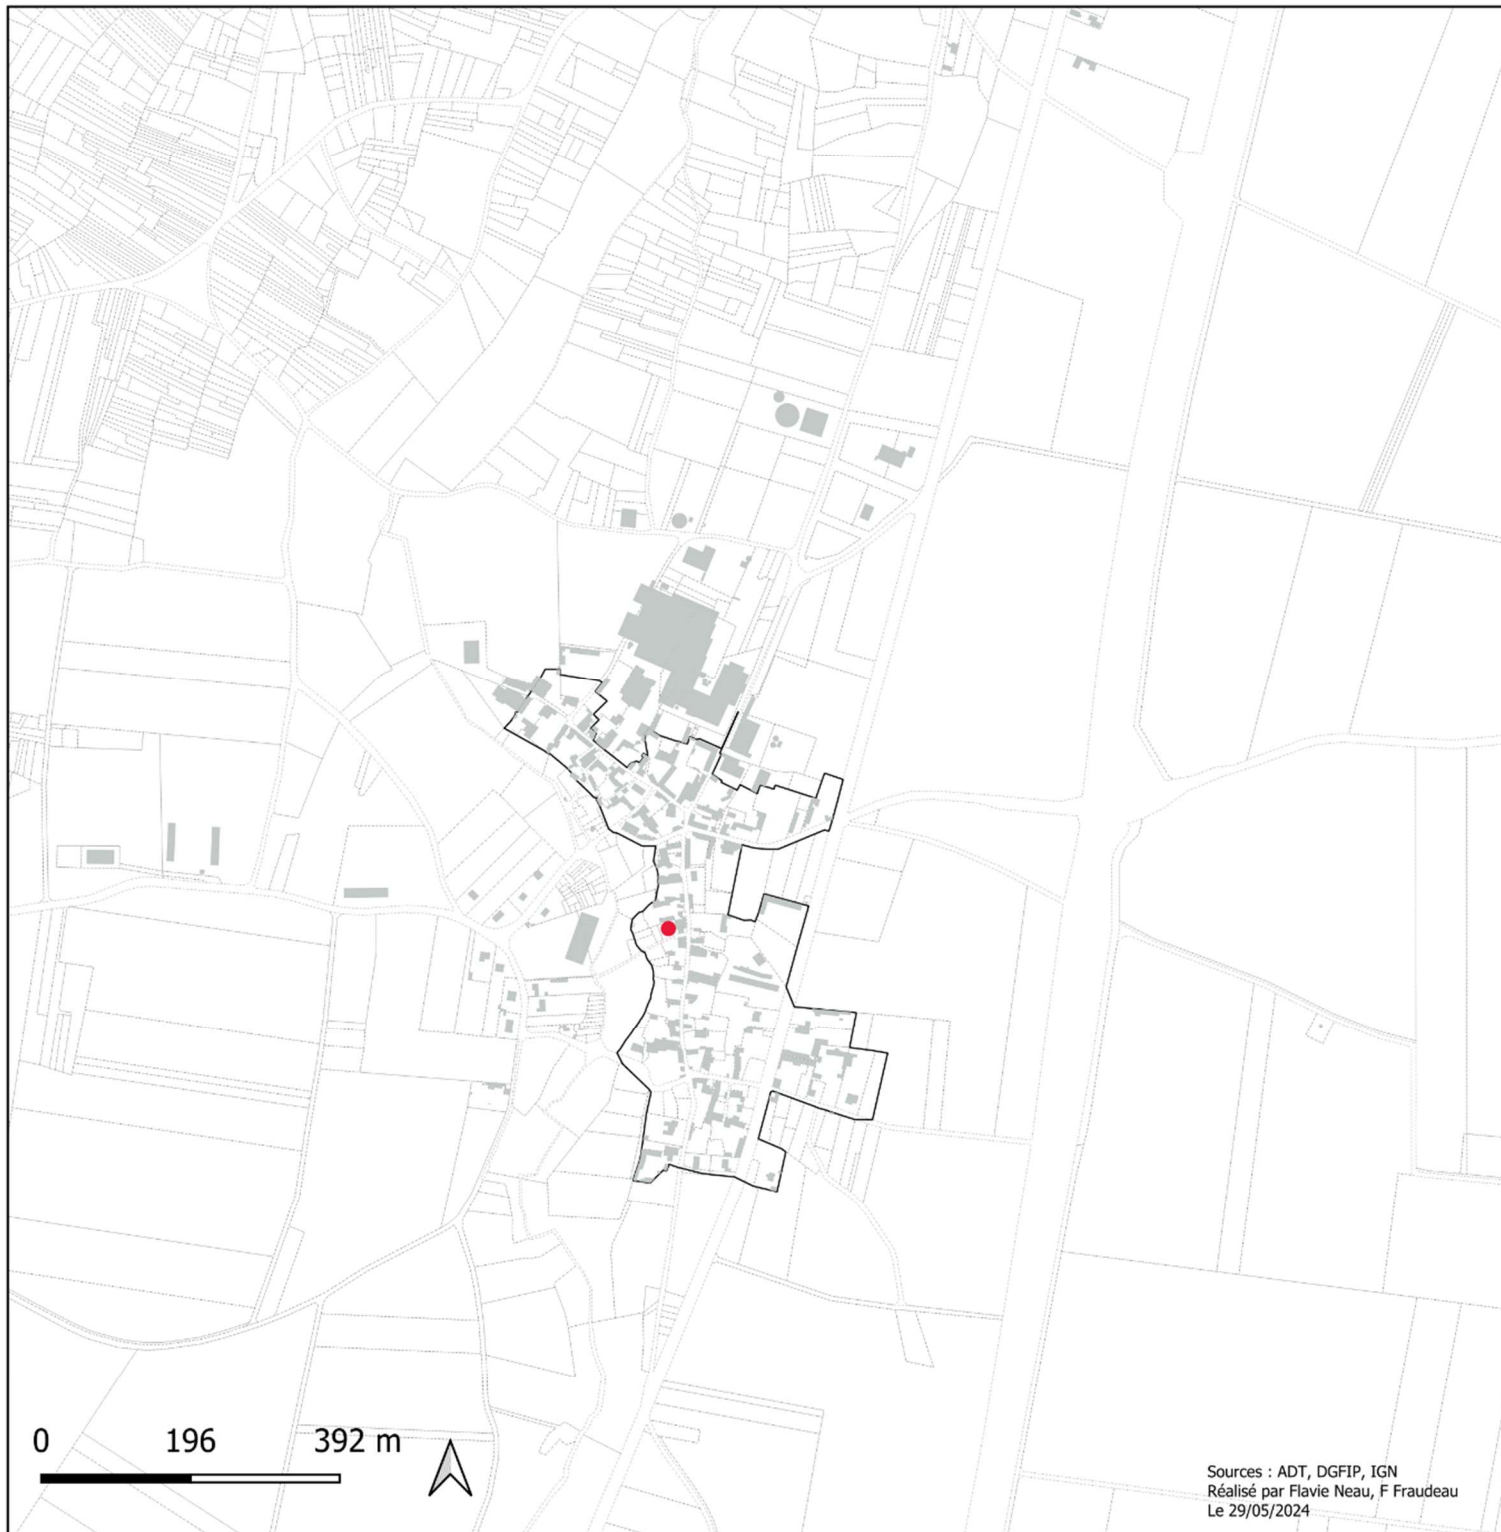 0 196 392 m
Sources : ADT, DGFIP, IGN
Réalisé par Flavie Neau, F Fraudeau
Le 29/05/2024